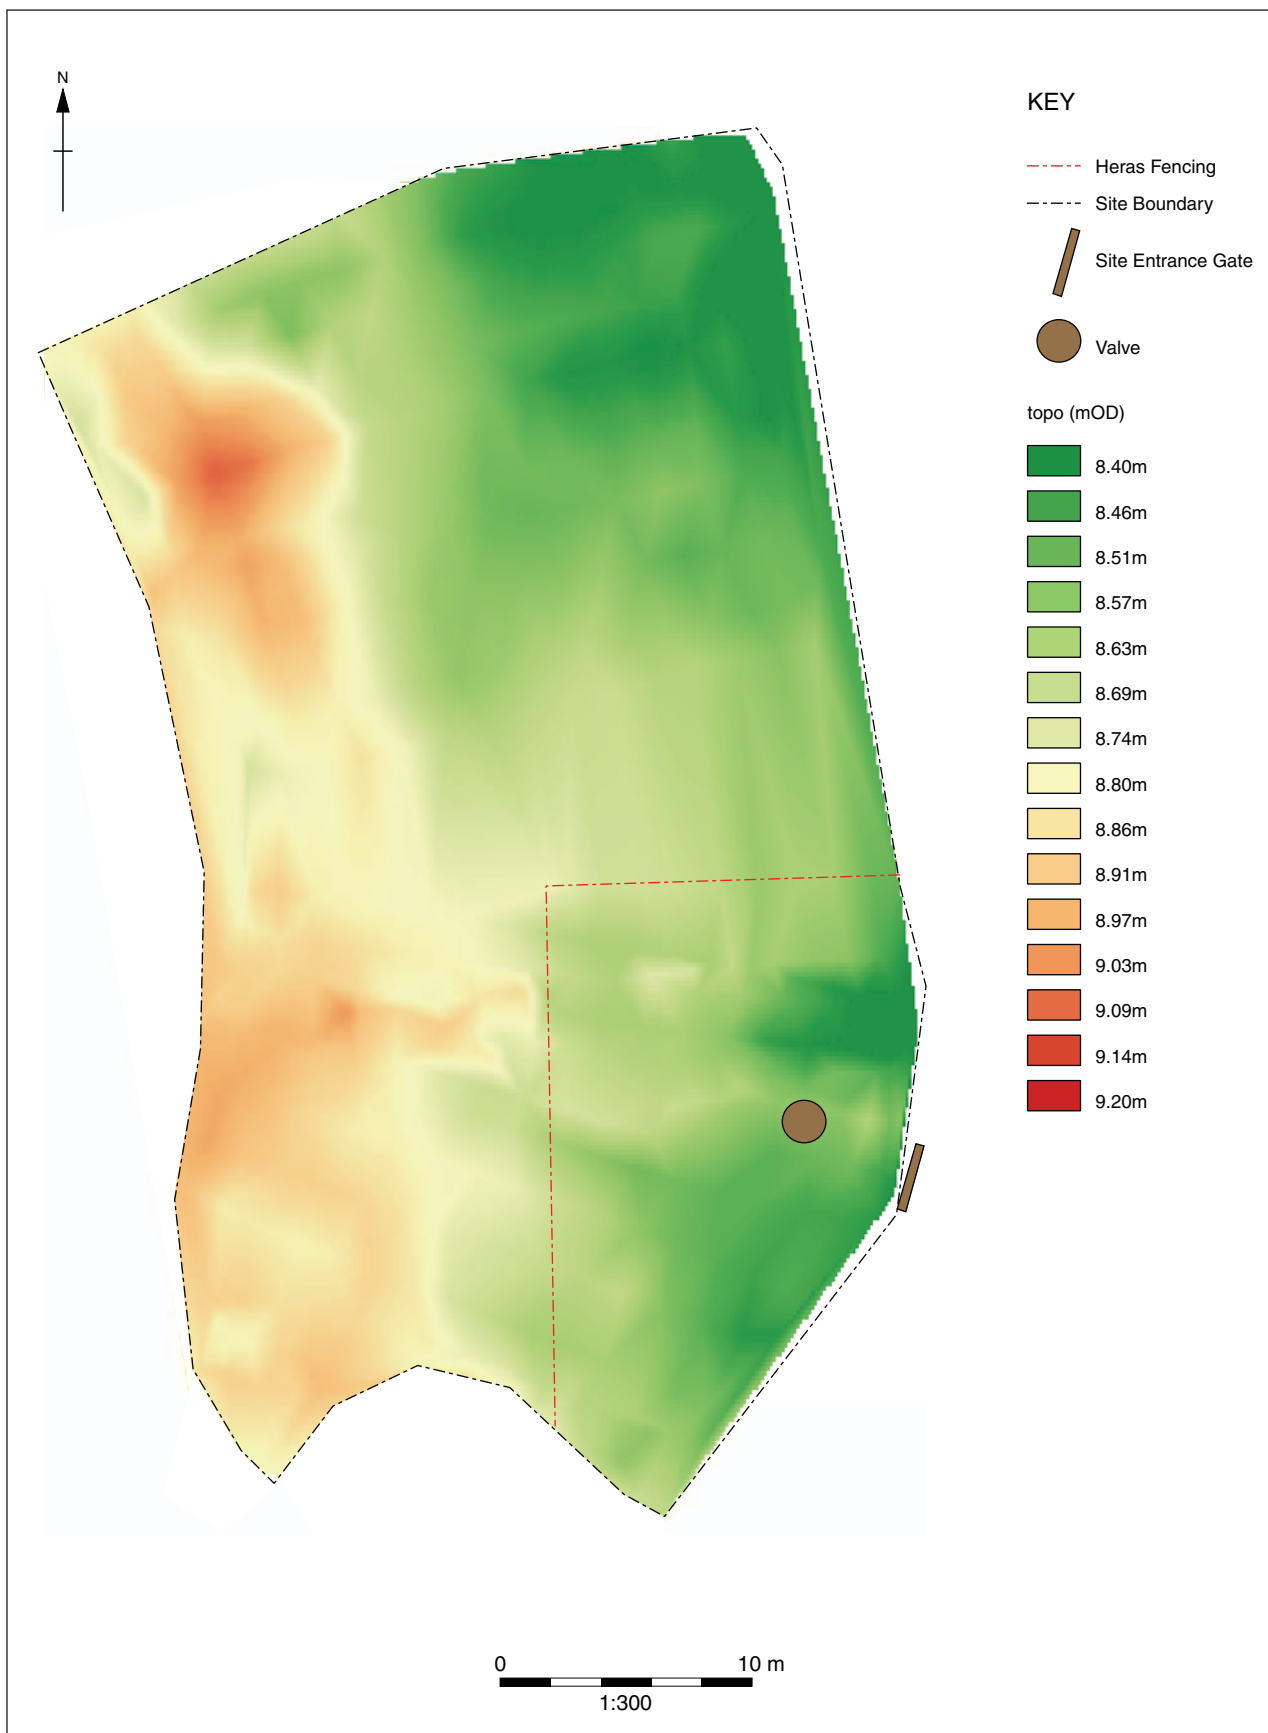 N
KEY
Heras Fencing
Site Boundary
Site Entrance Gate
Valve
topo (mOD)
8.40m
8.46m
8.51m
8.57m
8.63m
8.69m
8.74m
8.80m
8.86m
8.91m
8.97m
9.03m
9.09m
9.14m
9.20m
0 10 m
1:300